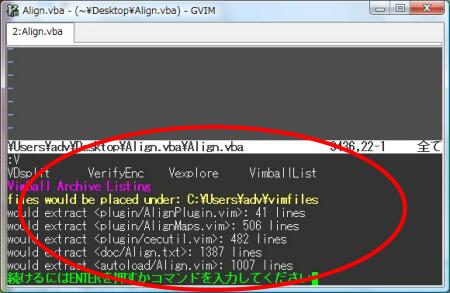 Align.vba - (~¥Desktop¥Align.vba) - GVIM
2:Align.vba
~
~
~
~
~
~
¥Users¥adv¥Desktop¥Align.vba¥Align.vba 3436,22-1 全て
:V
VDsplit VerifyEnc Vexplore VimballList
Vimball Archive Listing
files would be placed under: C:¥Users¥adv¥vimfiles
would extract <plugin/AlignPlugin.vim>: 41 lines
would extract <plugin/AlignMaps.vim>: 506 lines
would extract <plugin/cecutil.vim>: 482 lines
would extract <doc/Align.txt>: 1387 lines
would extract <autoload/Align.vim>: 1007 lines
続けるにはENTERを押すかコマンドを入力してください